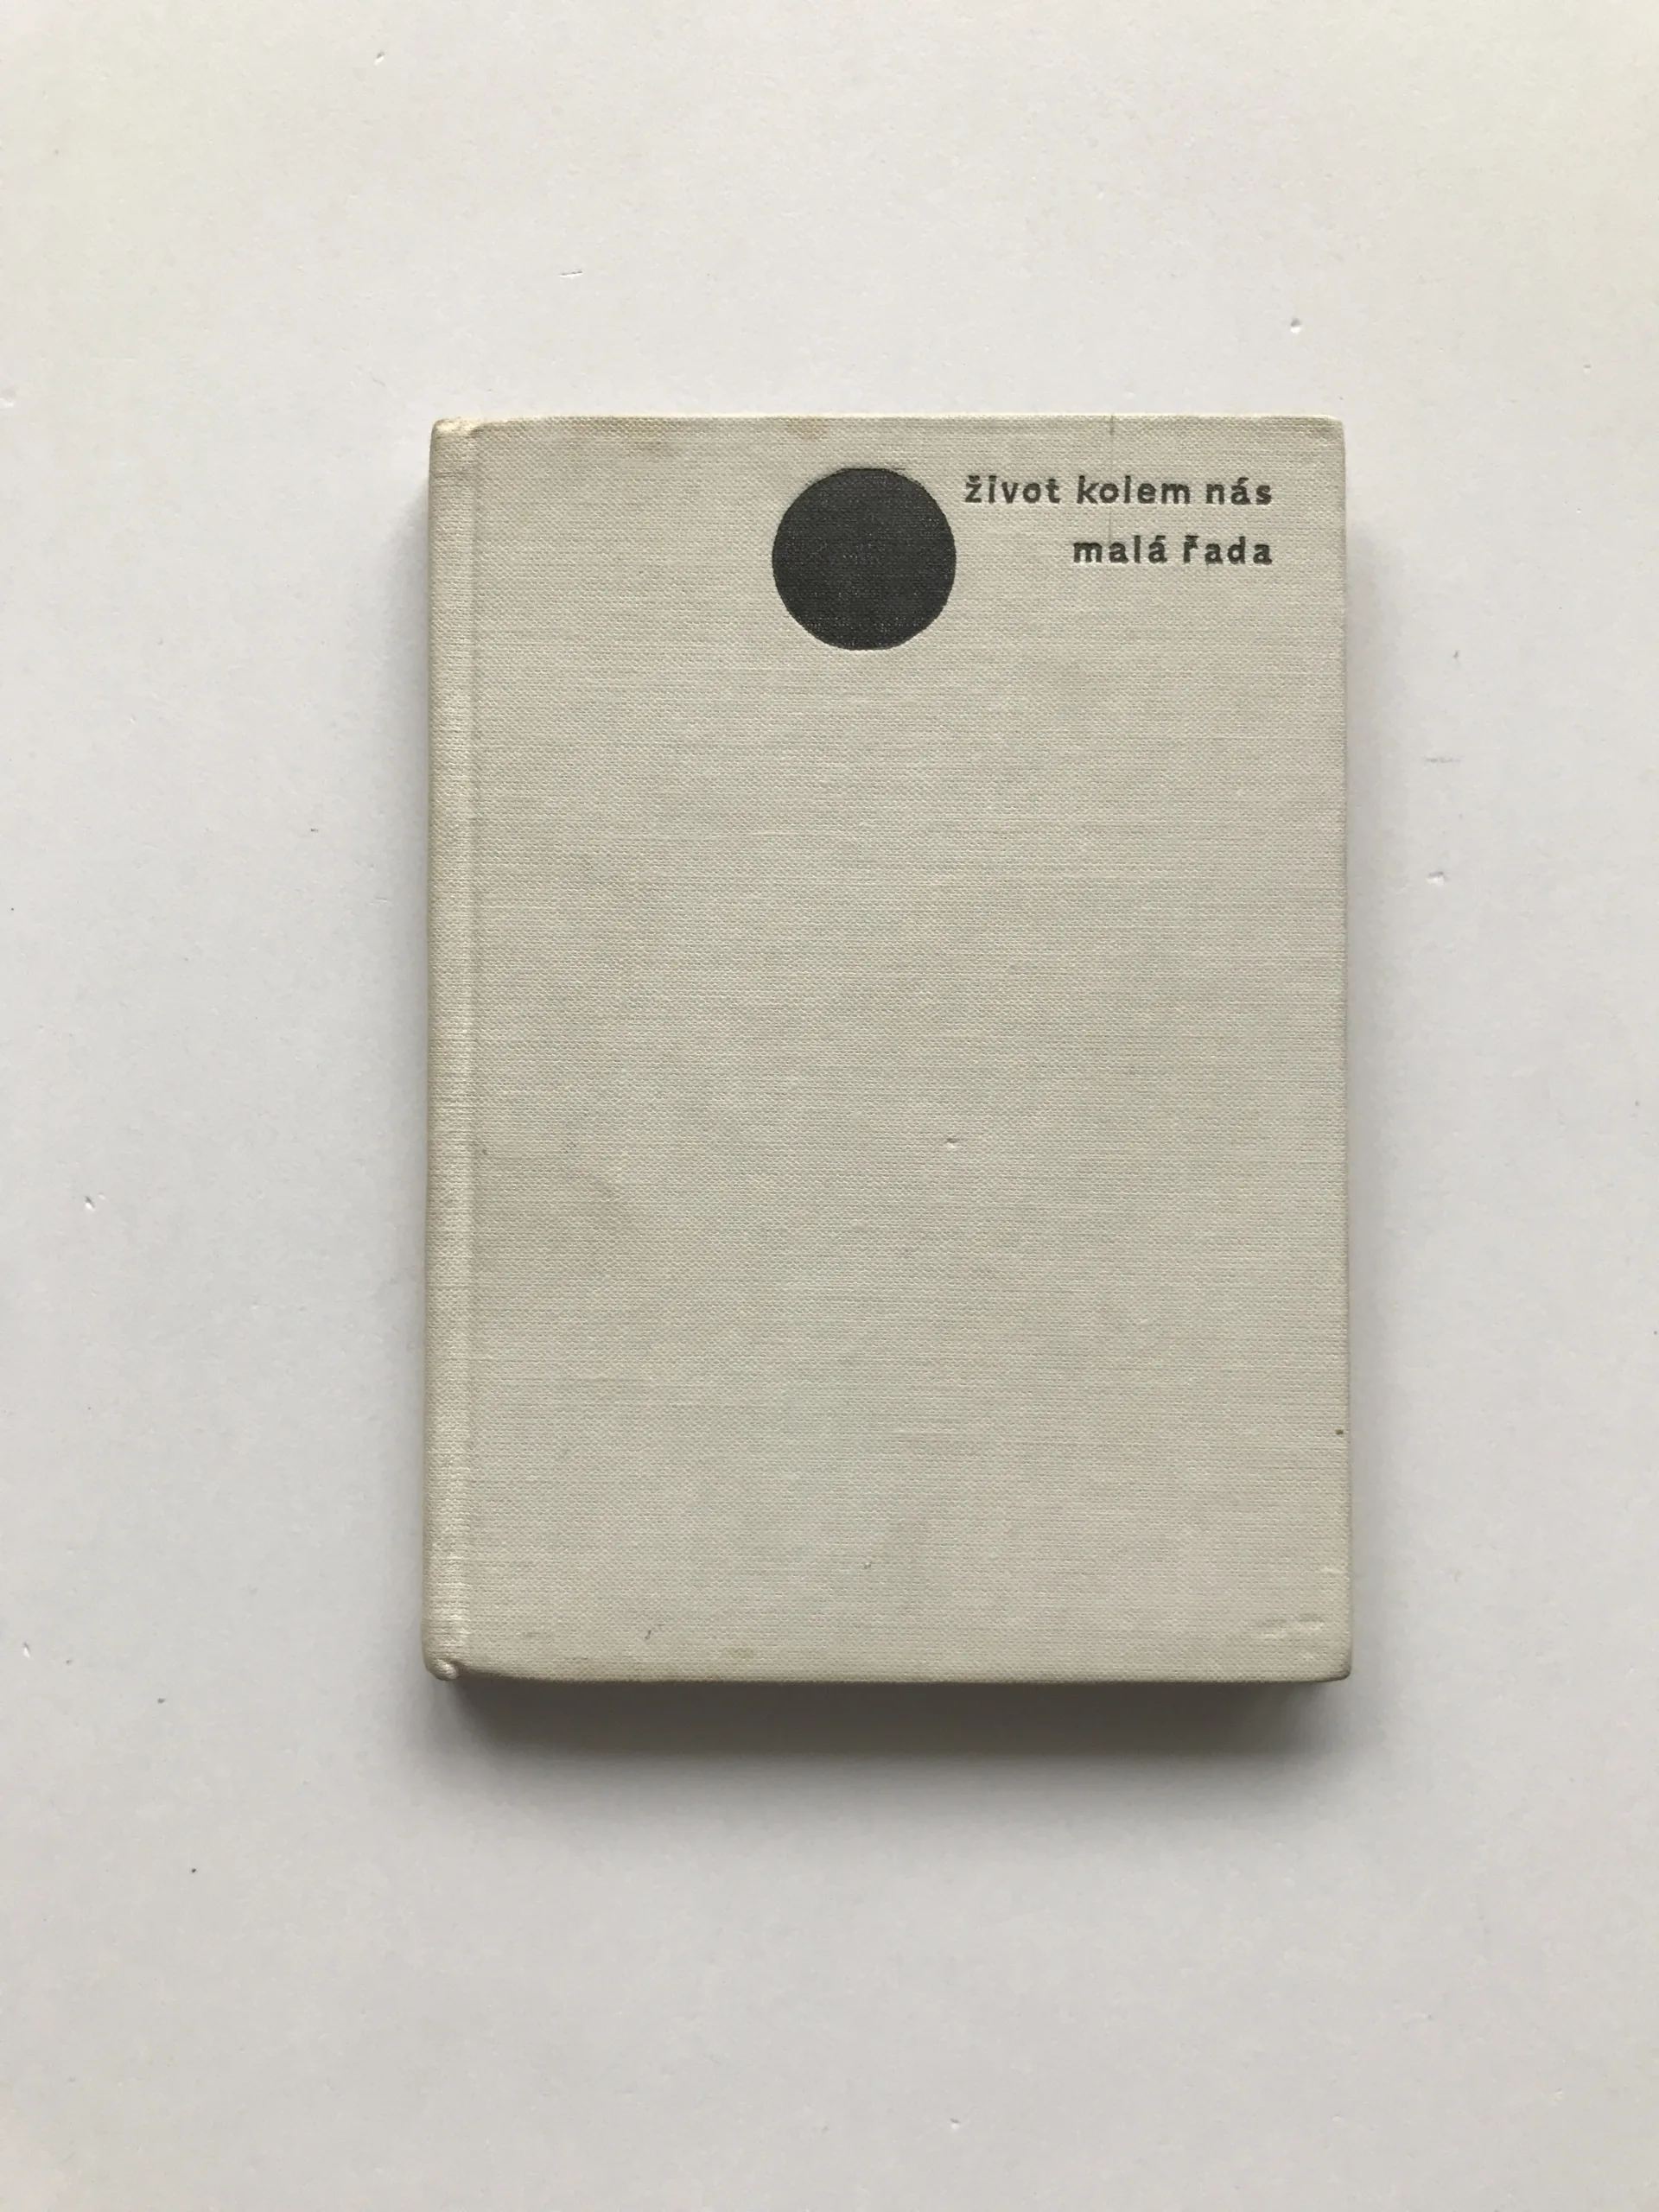 život kolem nás
malá řada